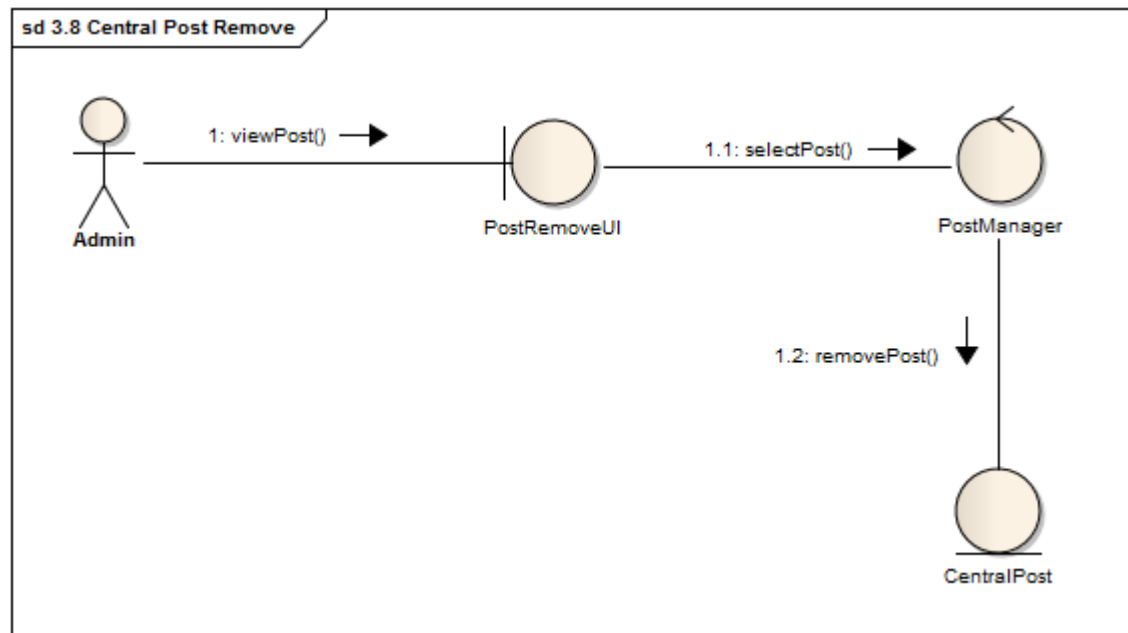 sd 3.8 Central Post Remove
1: viewPost()
1.1: selectPost()
PostRemoveUI
PostManager
Admin
1.2: removePost()
CentralPost